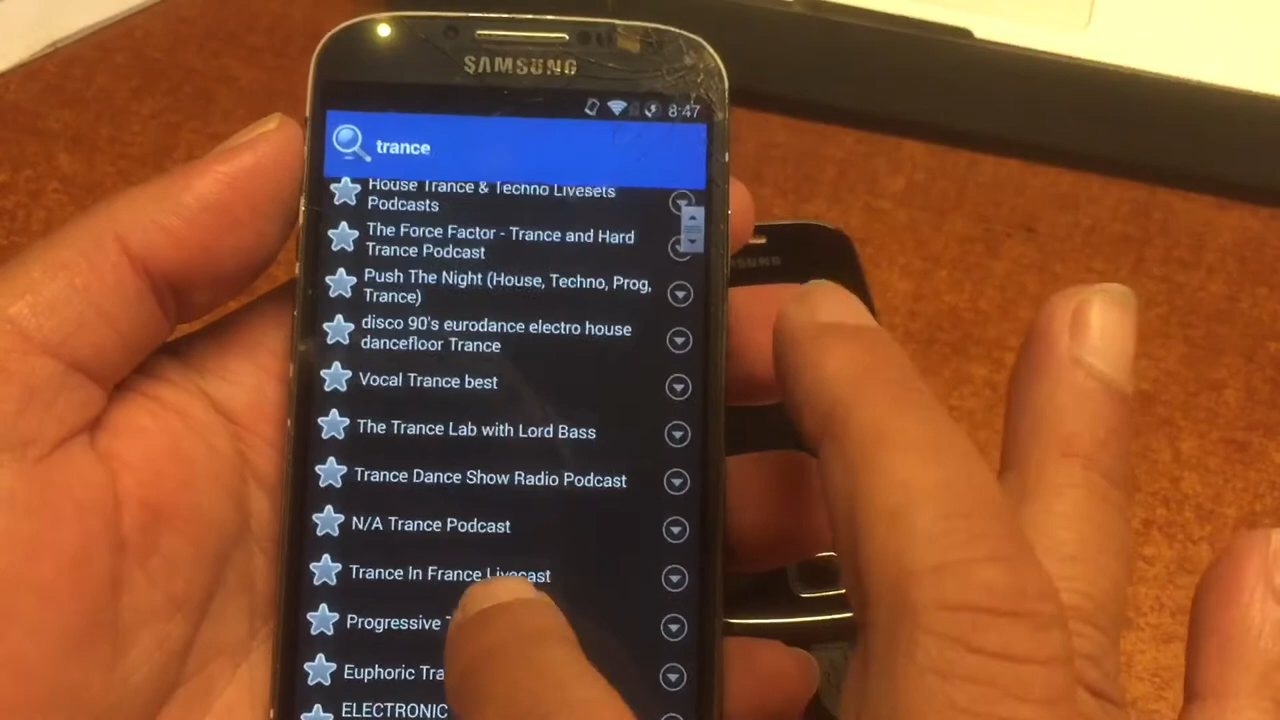 SAMSUNG
8:47
trance
House Trance & Techno Livesets
Podcasts
The Force Factor - Trance and Hard
Trance Podcast
Push The Night (House, Techno, Prog,
Trance)
disco 90's eurodance electro house
dancefloor Trance
Vocal Trance best
The Trance Lab with Lord Bass
Trance Dance Show Radio Podcast
N/A Trance Podcast
Trance In France Livecast
Progressive
Euphoric
ELECTRONIC